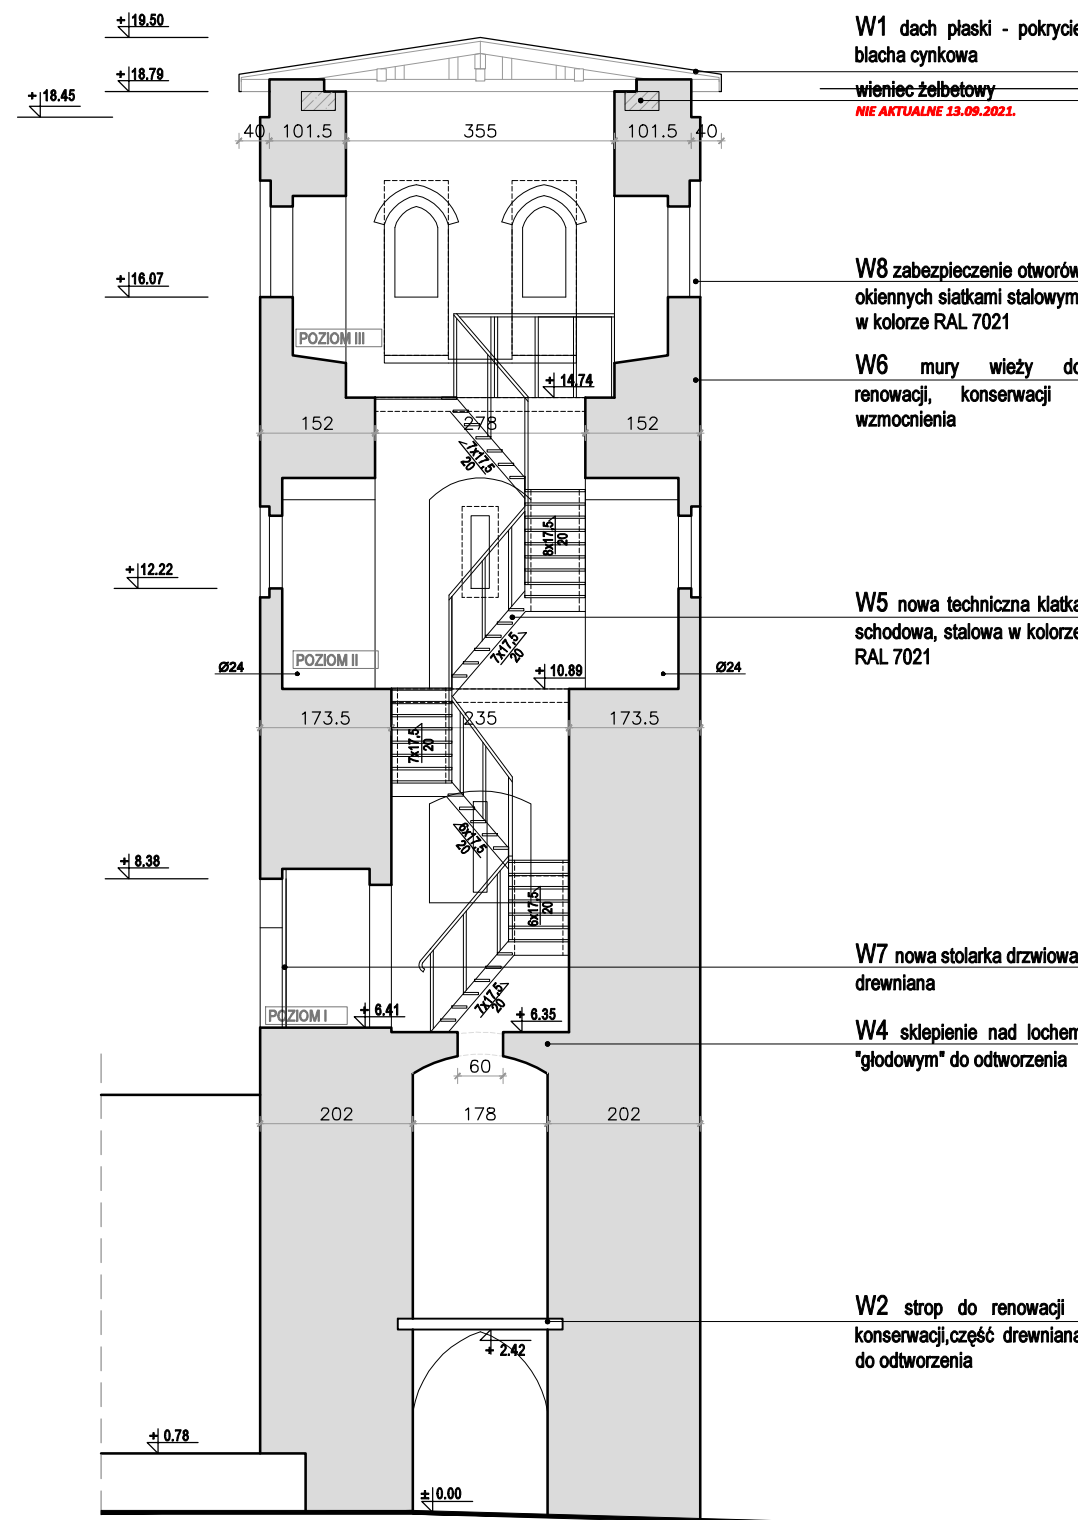 + 19.50
W1 dach płaski - pokrycie
blacha cynkowa
+ 18.79
+ 18.45
wieniec żelbetowy
NIE AKTUALNE 13.09.2021.
40 101.5 355 101.5 40
+ 16.07
W8 zabezpieczenie otworów
okiennych siatkami stalowym
w kolorze RAL 7021
POZIOM III
W6 mury wieży do
renowacji, konserwacji
wzmocnienia
+ 14.74
152 278 152
7x17,5
20
8x17,5
20
+ 12.22
W5 nowa techniczna klatka
schodowa, stalowa w kolorze
RAL 7021
7x17,5
20
POZIOM II
Ø24
+ 10.89
Ø24
173.5 235 173.5
7x17,5
20
6x17,5
20
+ 8.38
6x17,5
20
W7 nowa stolarka drzwiowa
drewniana
7x17,5
20
POZIOM I
+ 6.41
+ 6.35
W4 sklepienie nad lochem
"głodowym" do odtworzenia
60
202 178 202
W2 strop do renowacji
konserwacji,część drewniana
do odtworzenia
+ 2.42
+ 0.78
± 0.00